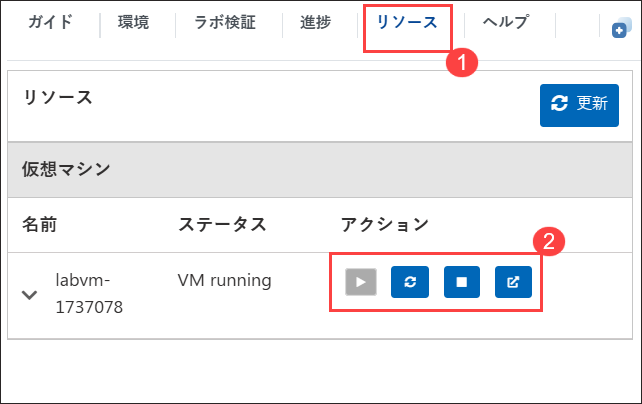 ガイド 環境 ラボ検証 進捗 リソース ヘルプ
1
リソース 更新
仮想マシン
名前 ステータス アクション
2
labvm-1737078 VM running